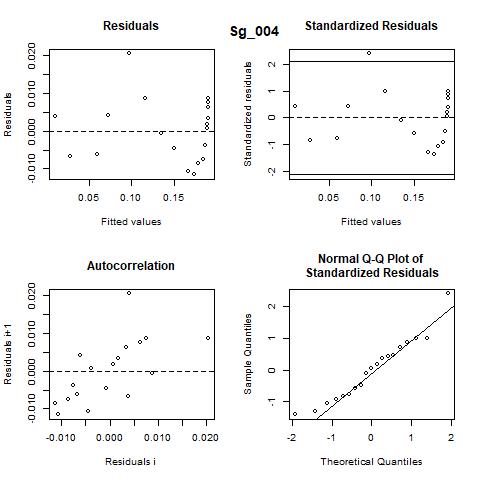 Sg_004
Residuals
Residuals
0.020
0.010
0.000
-0.010
0.05
0.10
0.15
Fitted values
Standardized Residuals
Standardized residuals
2
1
0
-1
-2
0.05
0.10
0.15
Fitted values
Autocorrelation
Residuals i+1
0.020
0.010
0.000
-0.010
-0.010
0.000
0.010
0.020
Residuals i
Normal Q-Q Plot of
Standardized Residuals
Sample Quantiles
2
1
0
-1
-2
-1
0
1
2
Theoretical Quantiles